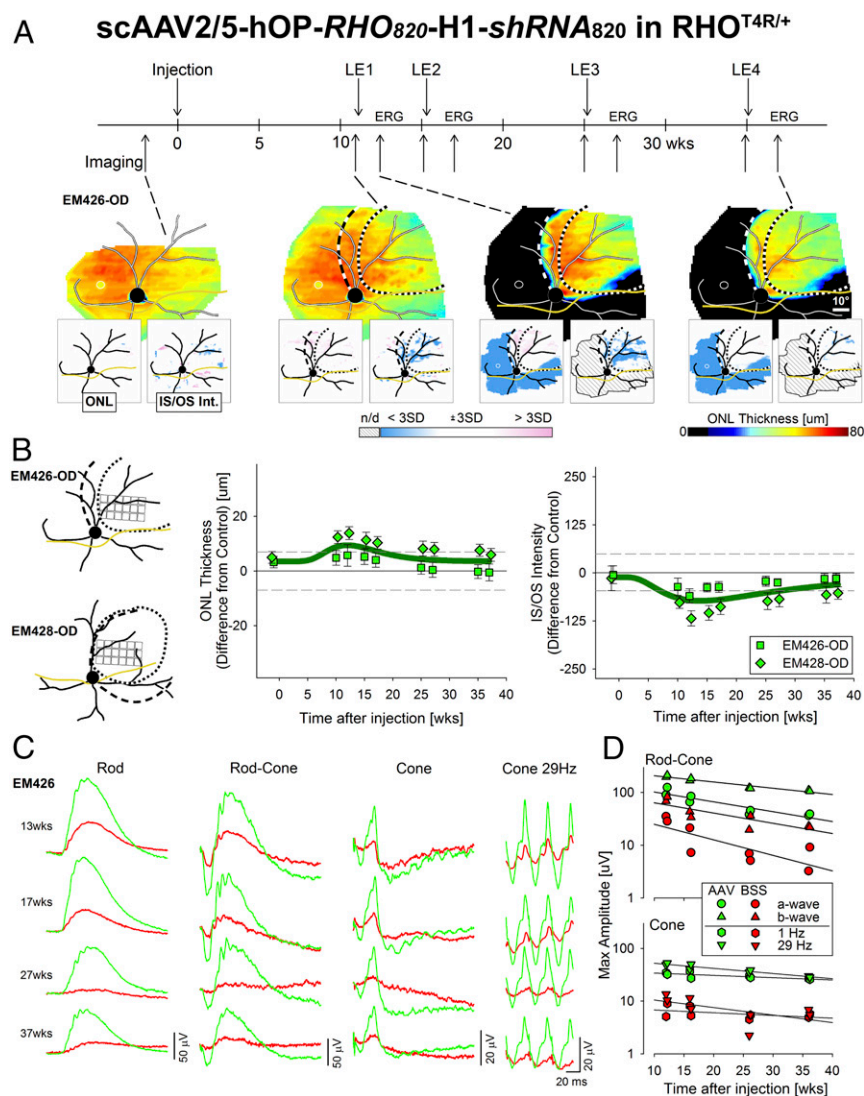 A
scAAV2/5-hOP-RHO820-H1-shRNA820 in RHO^T4R/+
Injection LE1 LE2 LE3 LE4
ERG ERG ERG ERG
0 5 10 20 30 wks
Imaging
EM426-OD
10°
ONL IS/OS Int.
n/d < 3SD ±3SD > 3SD
ONL Thickness [um]
0 80
B
EM426-OD
EM428-OD
ONL Thickness
(Difference from Control) [um]
20
0
20
0 5 10 15 20 25 30 35 40
Time after injection [wks]
IS/OS Intensity
(Difference from Control)
250
125
0
-125
-250
EM426-OD
EM428-OD
0 5 10 15 20 25 30 35 40
Time after injection [wks]
C
EM426
Rod Rod-Cone Cone Cone 29Hz
13wks
17wks
27wks
37wks
50 µV
50 µV
20 µV
20 µV
20 ms
D
Rod-Cone
100
10
1
Max Amplitude [uV]
AAV BSS
a-wave
b-wave
1 Hz
29 Hz
Cone
100
10
1
10 15 20 25 30 35 40
Time after injection [wks]